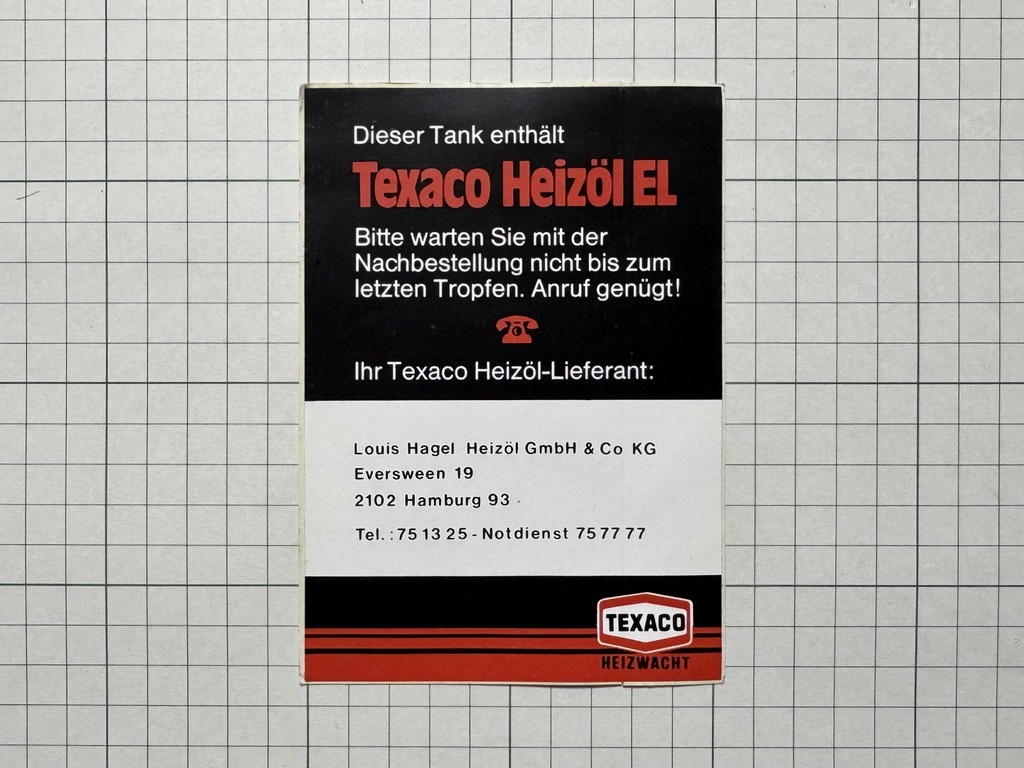 Dieser Tank enthält
Texaco Heizöl EL
Bitte warten Sie mit der
Nachbestellung nicht bis zum
letzten Tropfen. Anruf genügt!
Ihr Texaco Heizöl-Lieferant:
Louis Hagel Heizöl GmbH & Co KG
Eversween 19
2102 Hamburg 93
Tel.: 75 13 25 - Notdienst 75 77 77
TEXACO
HEIZWACHT